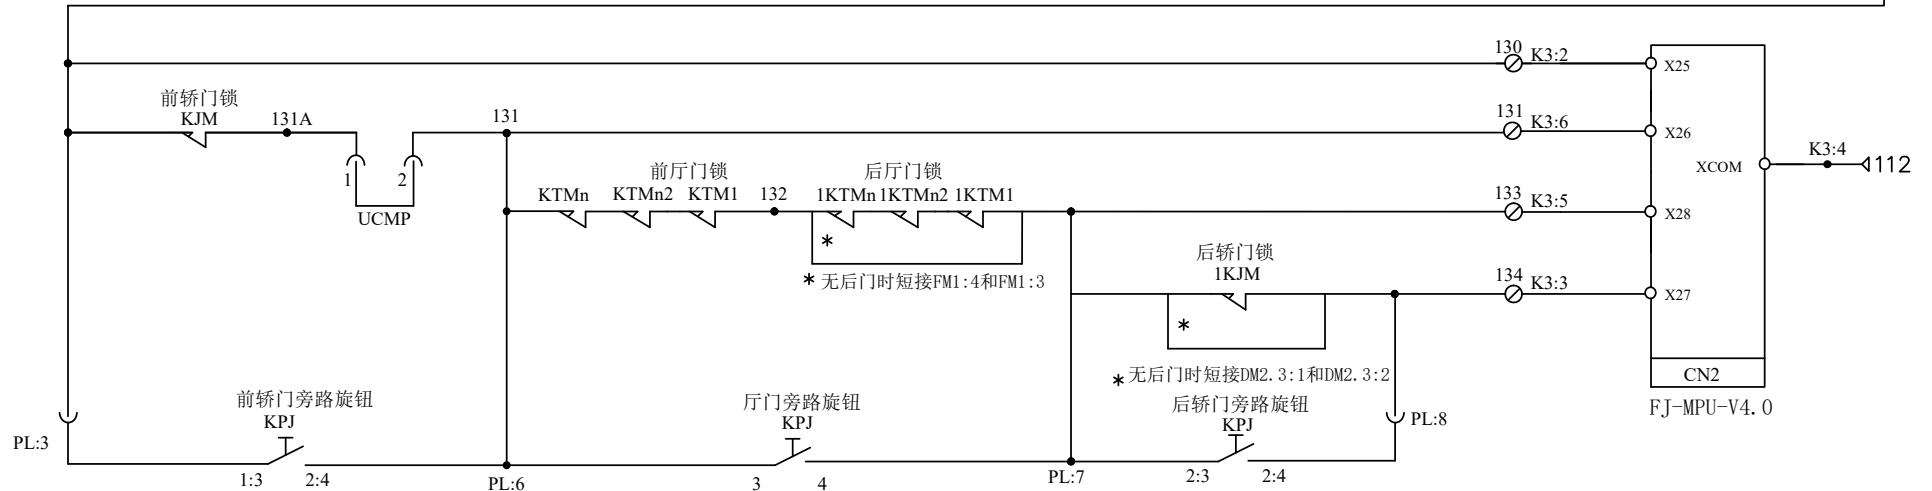 130
K3:2
X25
前轿门锁
KJM
131A
131
131
K3:6
X26
1
2
UCMP
K3:4
XCOM
112
前厅门锁
后厅门锁
KTMn
KTMn2
KTM1
132
1KTMn
1KTMn2
1KTM1
133
K3:5
X28
*
* 无后门时短接FM1:4和FM1:3
后轿门锁
1KJM
134
K3:3
X27
*
* 无后门时短接DM2.3:1和DM2.3:2
CN2
FJ-MPU-V4.0
前轿门旁路旋钮
KPJ
厅门旁路旋钮
KPJ
后轿门旁路旋钮
KPJ
PL:8
PL:3
1:3
2:4
PL:6
3
4
PL:7
2:3
2:4